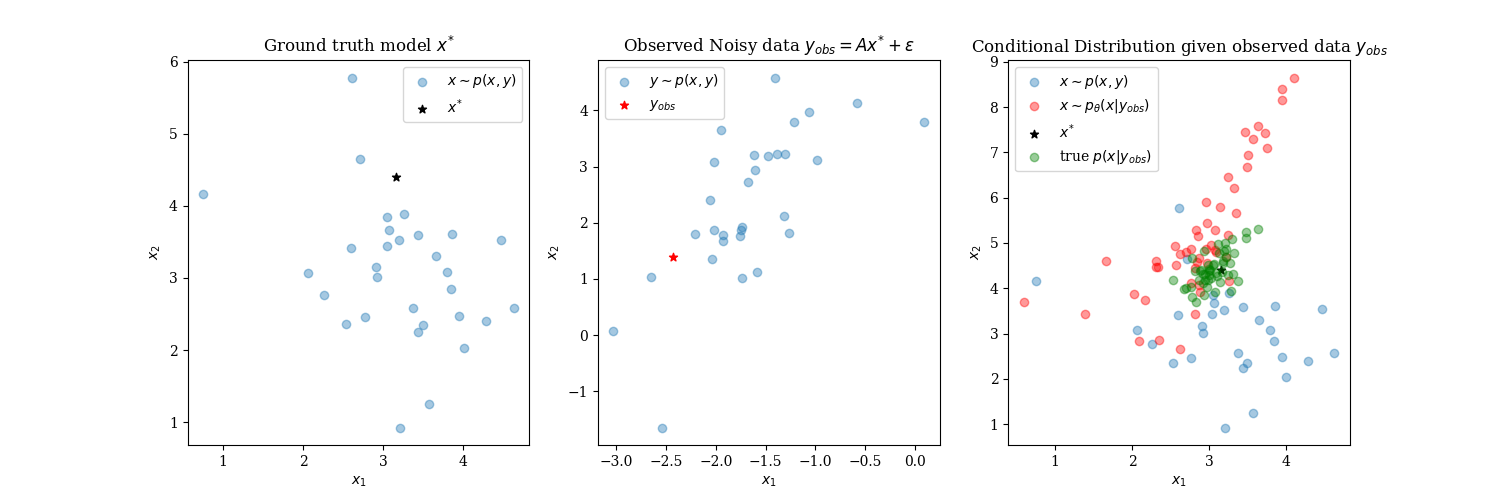 Ground truth model x*
x ~ p(x, y)
x*
6
5
4
3
2
1
x₂
1
2
3
4
x₁
Observed Noisy data y_obs = Ax* + ε
y ~ p(x, y)
y_obs
4
3
2
1
0
−1
x₂
−3.0
−2.5
−2.0
−1.5
−1.0
−0.5
0.0
x₁
Conditional Distribution given observed data y_obs
x ~ p(x, y)
x ~ p_θ(x|y_obs)
x*
true p(x|y_obs)
9
8
7
6
5
4
3
2
1
x₂
1
2
3
4
x₁